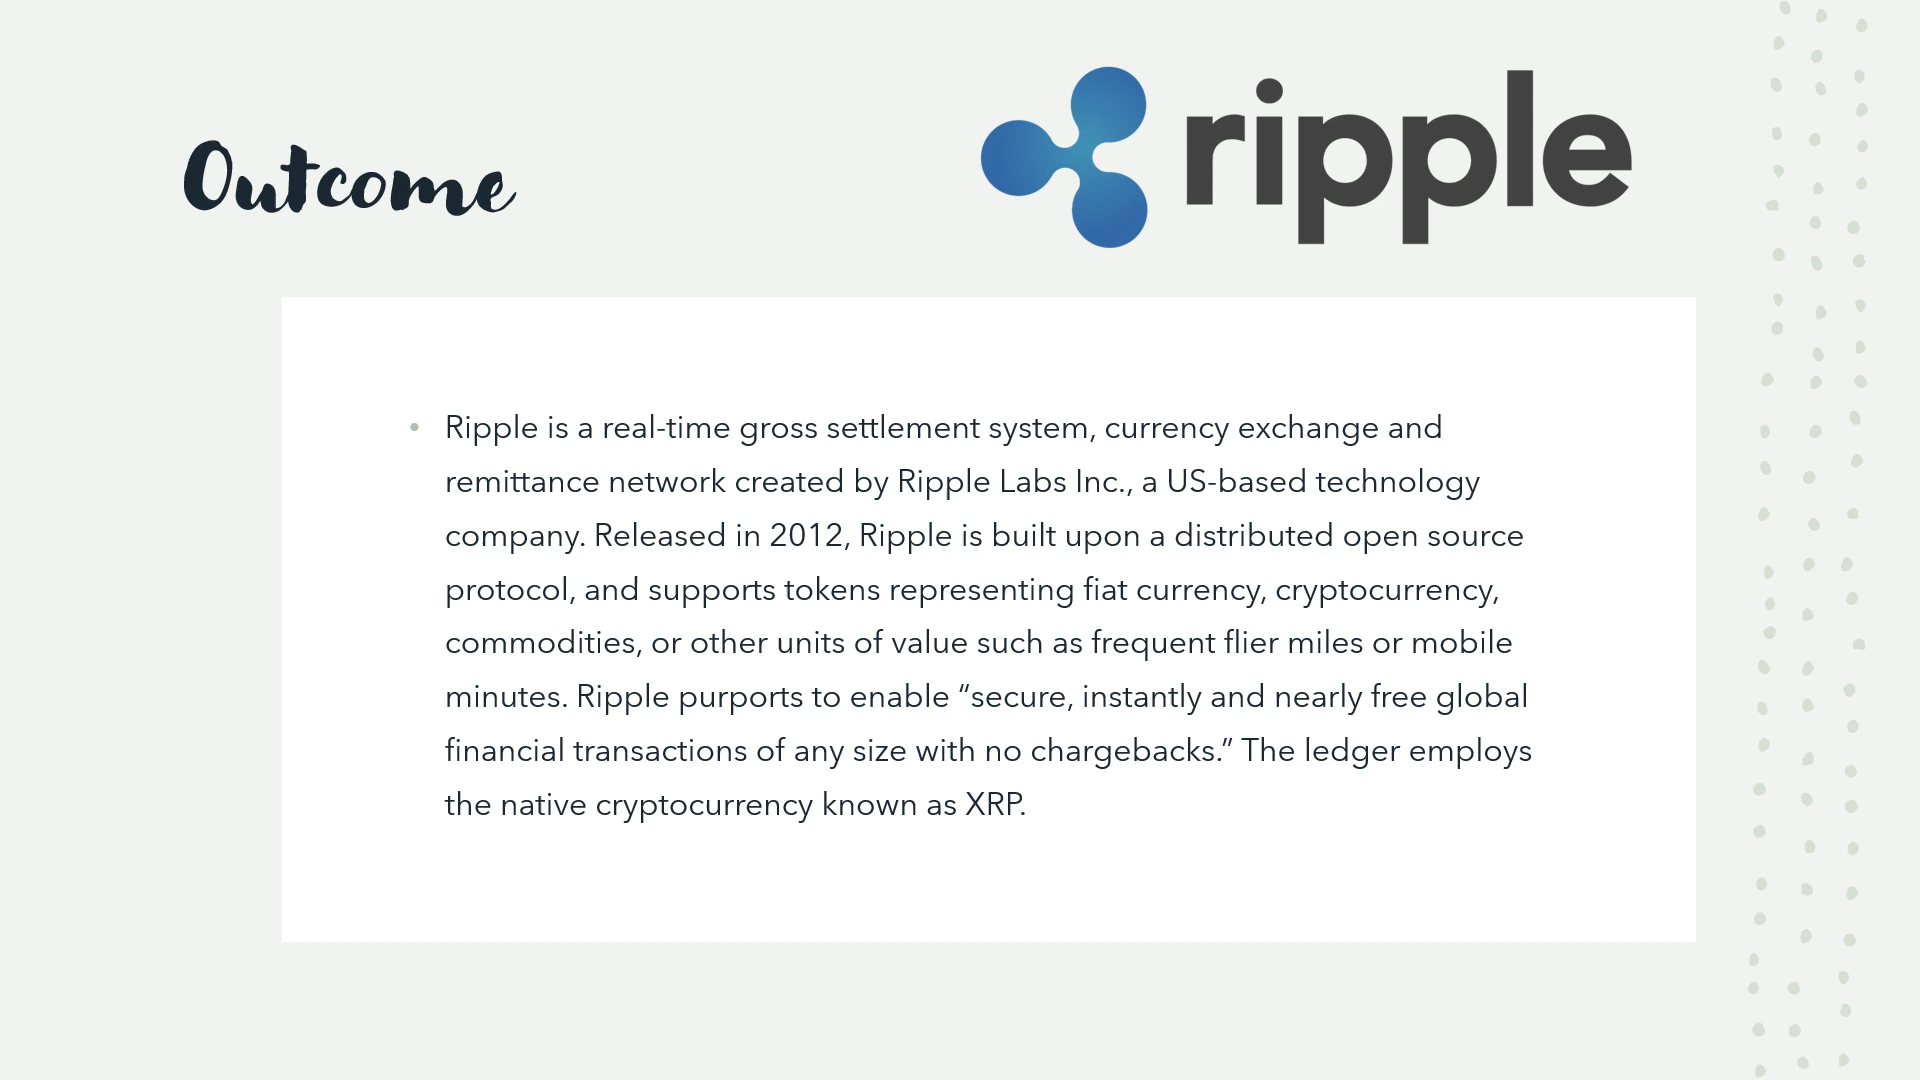 Outcome
ripple
• Ripple is a real-time gross settlement system, currency exchange and
remittance network created by Ripple Labs Inc., a US-based technology
company. Released in 2012, Ripple is built upon a distributed open source
protocol, and supports tokens representing fiat currency, cryptocurrency,
commodities, or other units of value such as frequent flier miles or mobile
minutes. Ripple purports to enable “secure, instantly and nearly free global
financial transactions of any size with no chargebacks.” The ledger employs
the native cryptocurrency known as XRP.